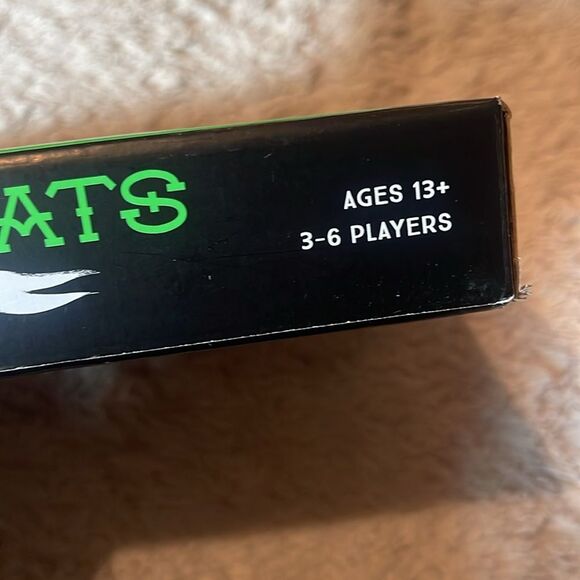 ATS
AGES 13+
3-6 PLAYERS